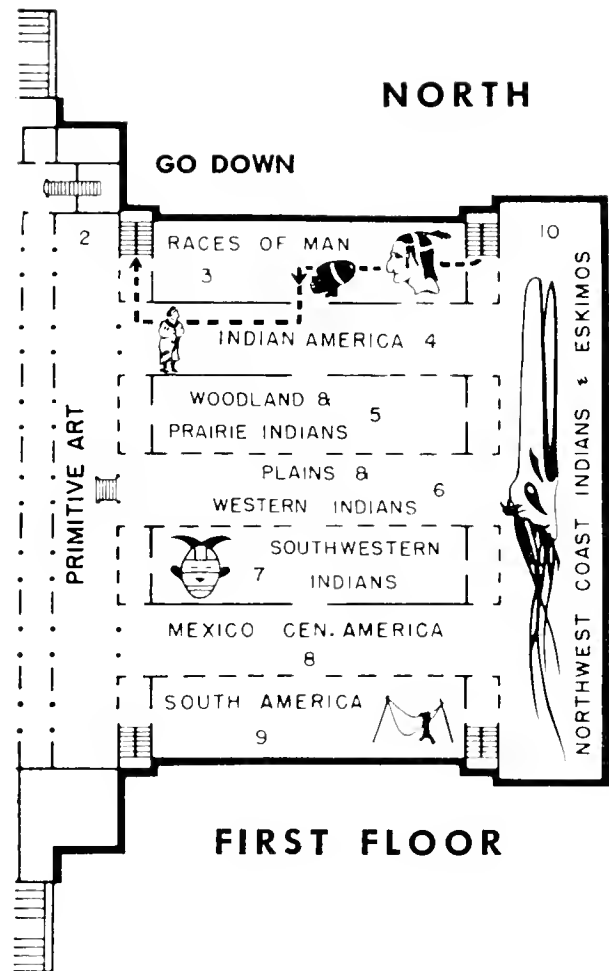 NORTH
GO DOWN
2
RACES OF MAN
3
10
INDIAN AMERICA 4
WOODLAND &
PRAIRIE INDIANS
5
PLAINS &
WESTERN INDIANS
6
SOUTHWESTERN
INDIANS
7
MEXICO CEN. AMERICA
8
SOUTH AMERICA
9
PRIMITIVE ART
NORTHWEST COAST INDIANS & ESKIMOS
FIRST FLOOR